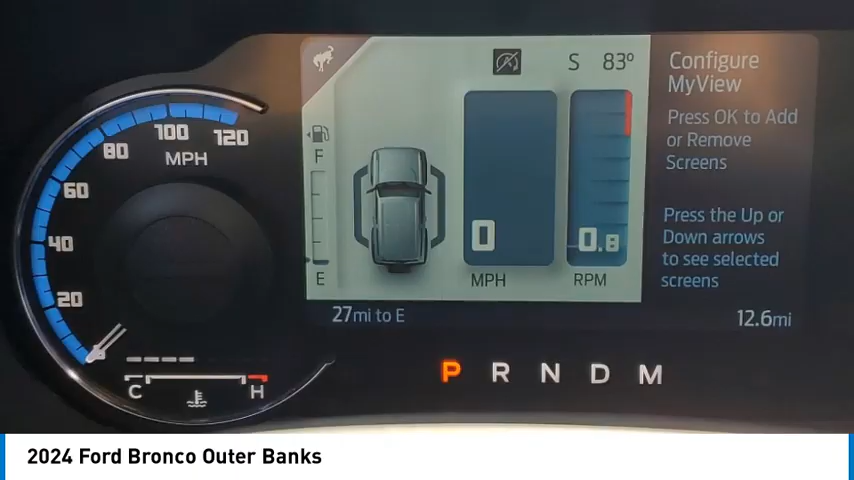 S 83°
Configure
MyView
Press OK to Add
or Remove
Screens
Press the Up or
Down arrows
to see selected
screens
F
E
0
MPH
0.8
RPM
120
100
80
60
40
20
MPH
C H
27mi to E
12.6mi
P R N D M
2024 Ford Bronco Outer Banks